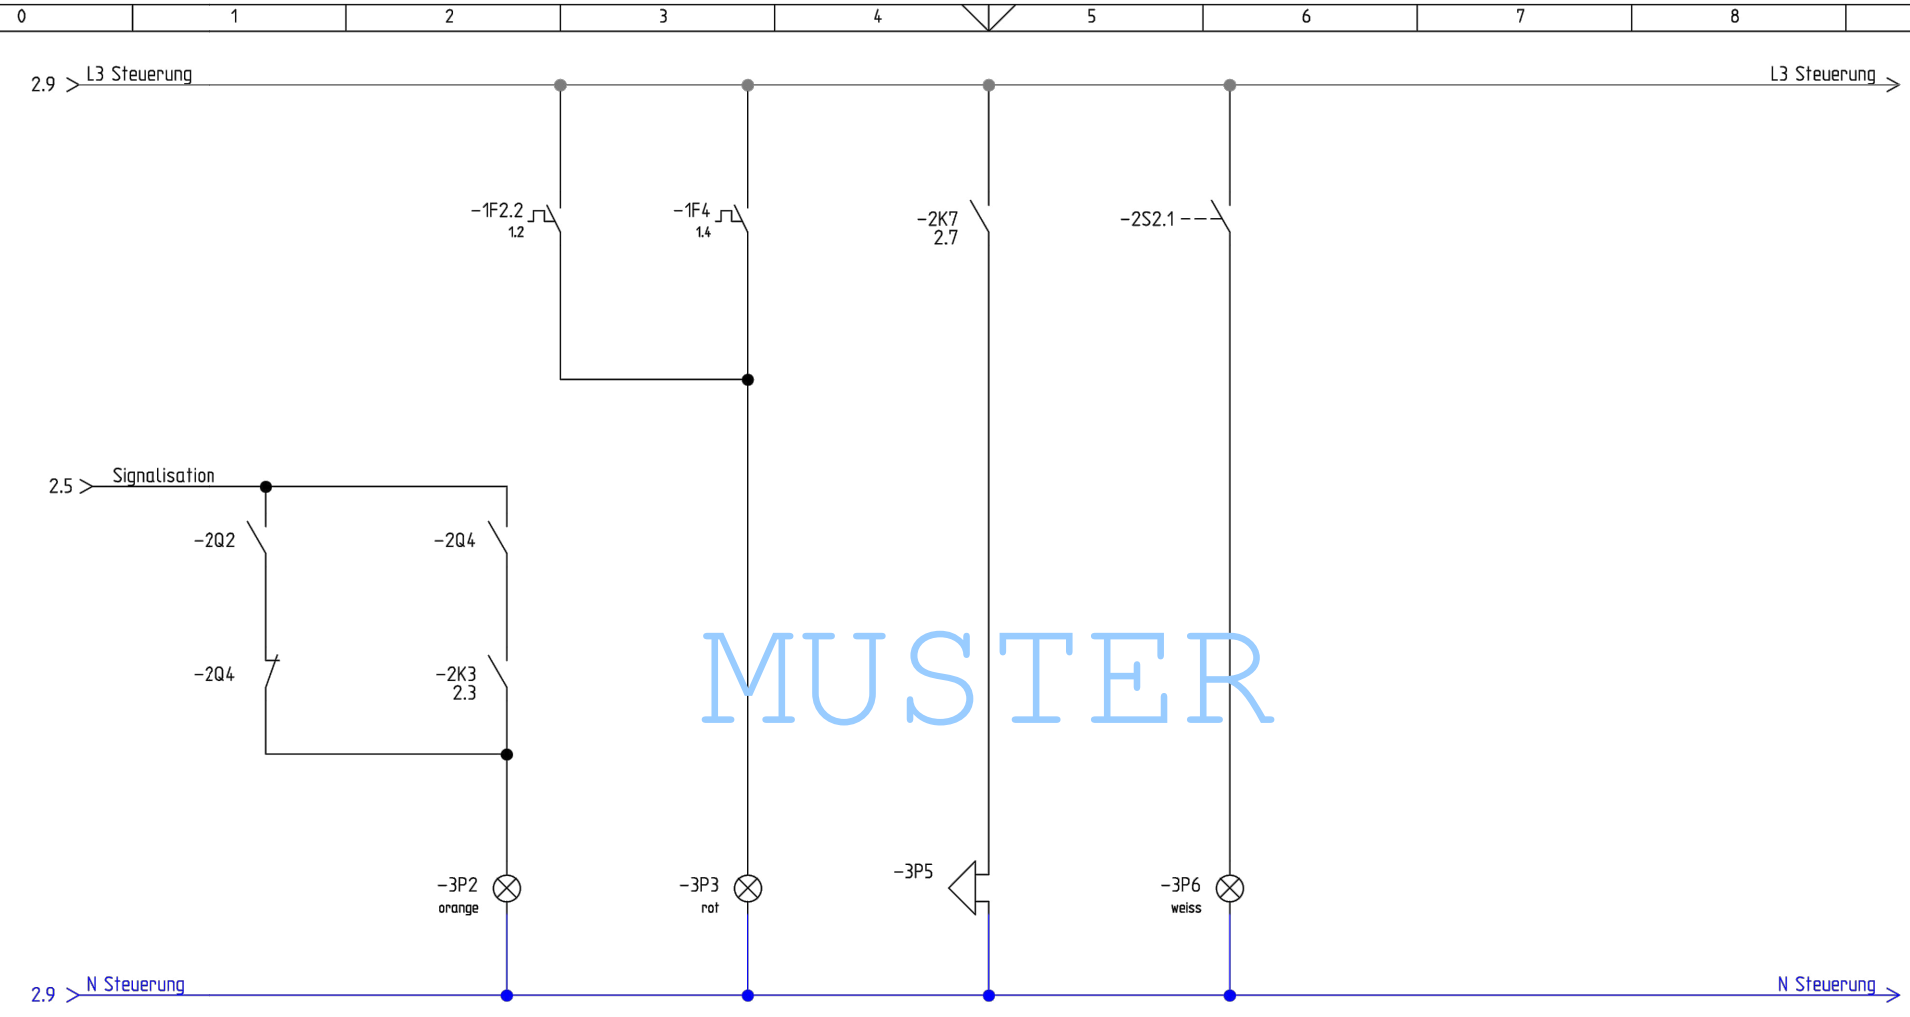 0 1 2 3 4 5 6 7 8
L3 Steuerung L3 Steuerung
2.9
-1F2.2 -1F4 -2K7 -2S2.1
1.2 1.4 2.7
Signalisation
2.5
-2Q2 -2Q4
-2Q4 -2K3
2.3
MUSTER
-3P2 -3P3 -3P5 -3P6
orange rot weiss
N Steuerung N Steuerung
2.9